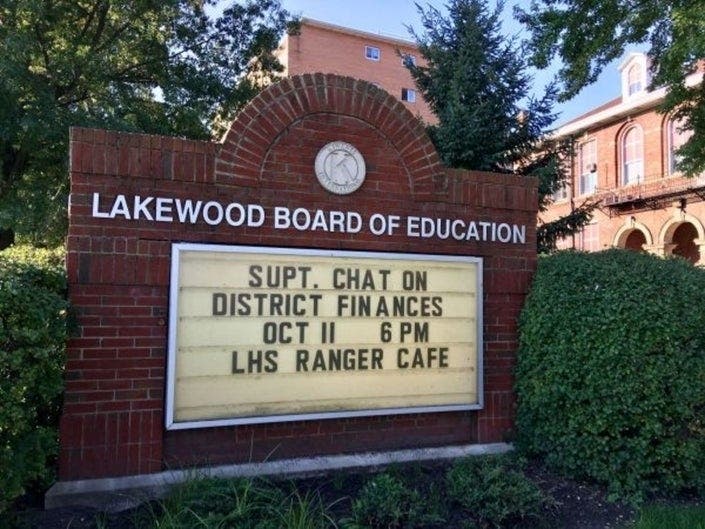 LAKEWOOD BOARD OF EDUCATION
SUPT. CHAT ON
DISTRICT FINANCES
OCT 11 6 PM
LHS RANGER CAFE
K